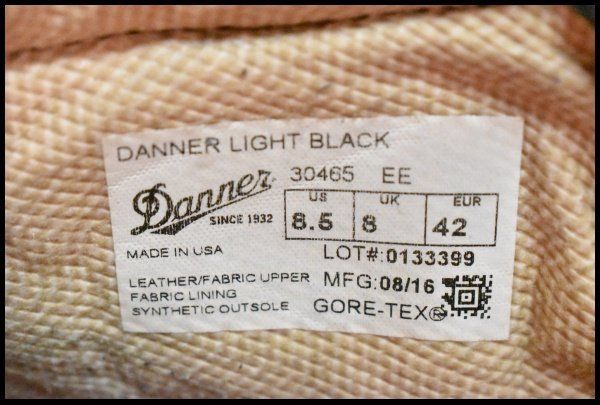 DANNER LIGHT BLACK
30465 EE
Danner
SINCE 1932
US UK EUR
8.5 8 42
MADE IN USA
LOT#:0133399
LEATHER/FABRIC UPPER
FABRIC LINING
SYNTHETIC OUTSOLE
MFG:08/16
GORE-TEX®